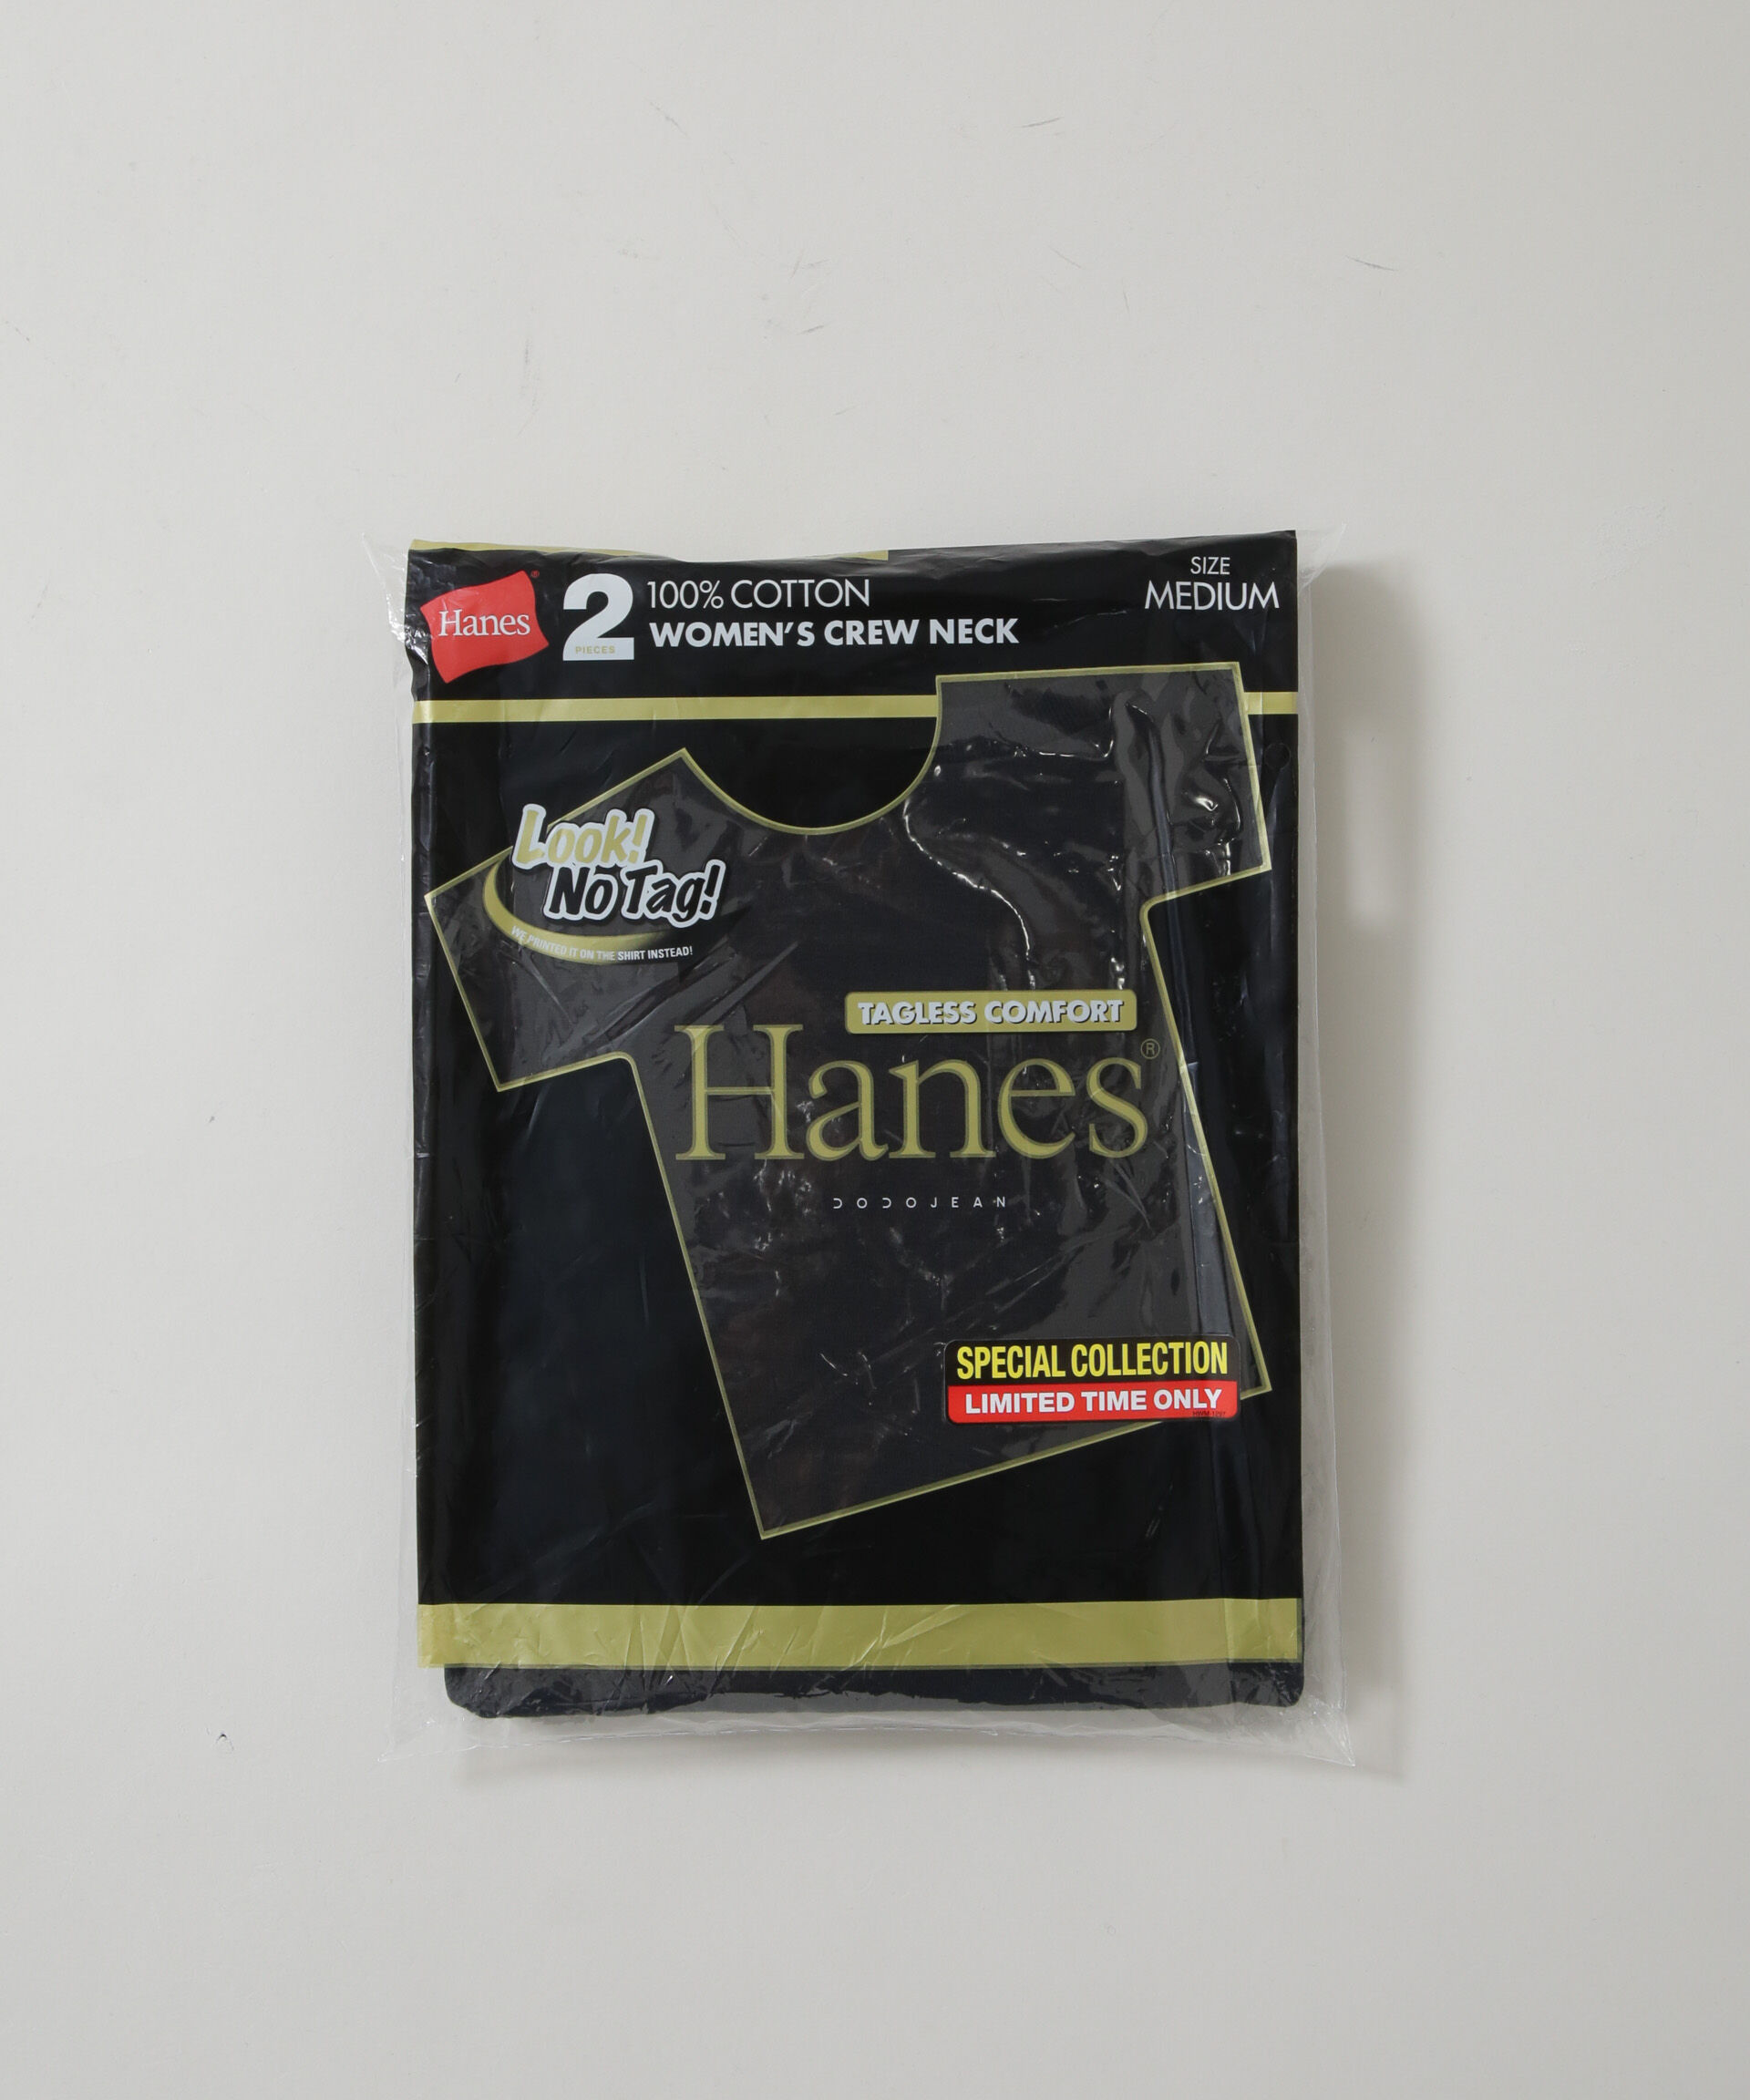 Hanes®
2
PIECES
100% COTTON
WOMEN'S CREW NECK
SIZE
MEDIUM
Look!
No Tag!
WE PRINTED IT ON THE SHIRT INSTEAD!
TAGLESS COMFORT
Hanes®
DODOJEAN
SPECIAL COLLECTION
LIMITED TIME ONLY